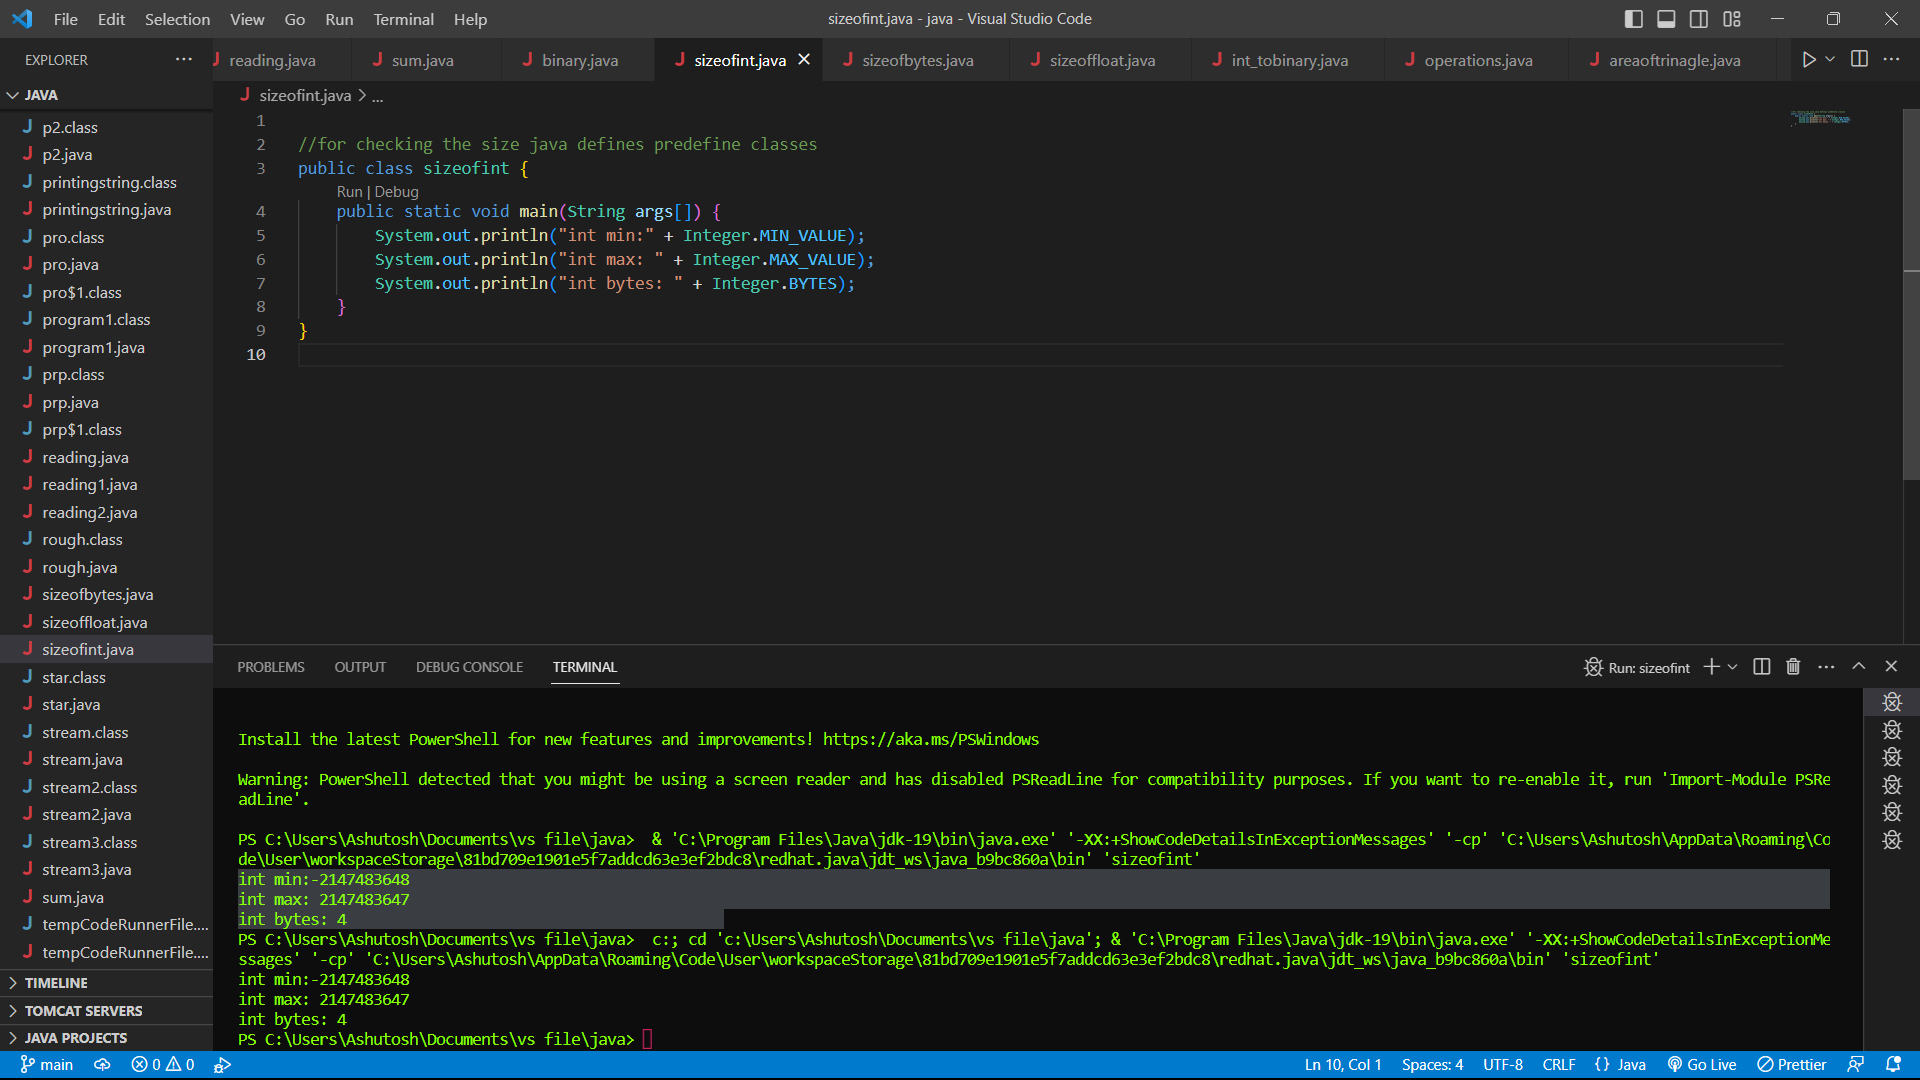 File Edit Selection View Go Run Terminal Help
sizeofint.java - java - Visual Studio Code
EXPLORER
reading.java
sum.java
binary.java
sizeofint.java
sizeofbytes.java
sizeoffloat.java
int_tobinary.java
operations.java
areaoftrinagle.java
JAVA
p2.class
p2.java
printingstring.class
printingstring.java
pro.class
pro.java
pro$1.class
program1.class
program1.java
prp.class
prp.java
prp$1.class
reading.java
reading1.java
reading2.java
rough.class
rough.java
sizeofbytes.java
sizeoffloat.java
sizeofint.java
star.class
star.java
stream.class
stream.java
stream2.class
stream2.java
stream3.class
stream3.java
sum.java
tempCodeRunnerFile....
tempCodeRunnerFile....
TIMELINE
TOMCAT SERVERS
JAVA PROJECTS
sizeofint.java > ...
1
2 //for checking the size java defines predefine classes
3 public class sizeofint {
Run | Debug
4 public static void main(String args[]) {
5 System.out.println("int min:" + Integer.MIN_VALUE);
6 System.out.println("int max: " + Integer.MAX_VALUE);
7 System.out.println("int bytes: " + Integer.BYTES);
8 }
9 }
10
PROBLEMS OUTPUT DEBUG CONSOLE TERMINAL
Run: sizeofint
Install the latest PowerShell for new features and improvements! https://aka.ms/PSWindows
Warning: PowerShell detected that you might be using a screen reader and has disabled PSReadLine for compatibility purposes. If you want to re-enable it, run 'Import-Module PSRe
adLine'.
PS C:\Users\Ashutosh\Documents\vs file\java>  & 'C:\Program Files\Java\jdk-19\bin\java.exe' '-XX:+ShowCodeDetailsInExceptionMessages' '-cp' 'C:\Users\Ashutosh\AppData\Roaming\Co
de\User\workspaceStorage\81bd709e1901e5f7addcd63e3ef2bdc8\redhat.java\jdt_ws\java_b9bc860a\bin' 'sizeofint'
int min:-2147483648
int max: 2147483647
int bytes: 4
PS C:\Users\Ashutosh\Documents\vs file\java>  c:; cd 'c:\Users\Ashutosh\Documents\vs file\java'; & 'C:\Program Files\Java\jdk-19\bin\java.exe' '-XX:+ShowCodeDetailsInExceptionMe
ssages' '-cp' 'C:\Users\Ashutosh\AppData\Roaming\Code\User\workspaceStorage\81bd709e1901e5f7addcd63e3ef2bdc8\redhat.java\jdt_ws\java_b9bc860a\bin' 'sizeofint'
int min:-2147483648
int max: 2147483647
int bytes: 4
PS C:\Users\Ashutosh\Documents\vs file\java>
main 0 0 Ln 10, Col 1 Spaces: 4 UTF-8 CRLF {} Java Go Live Prettier